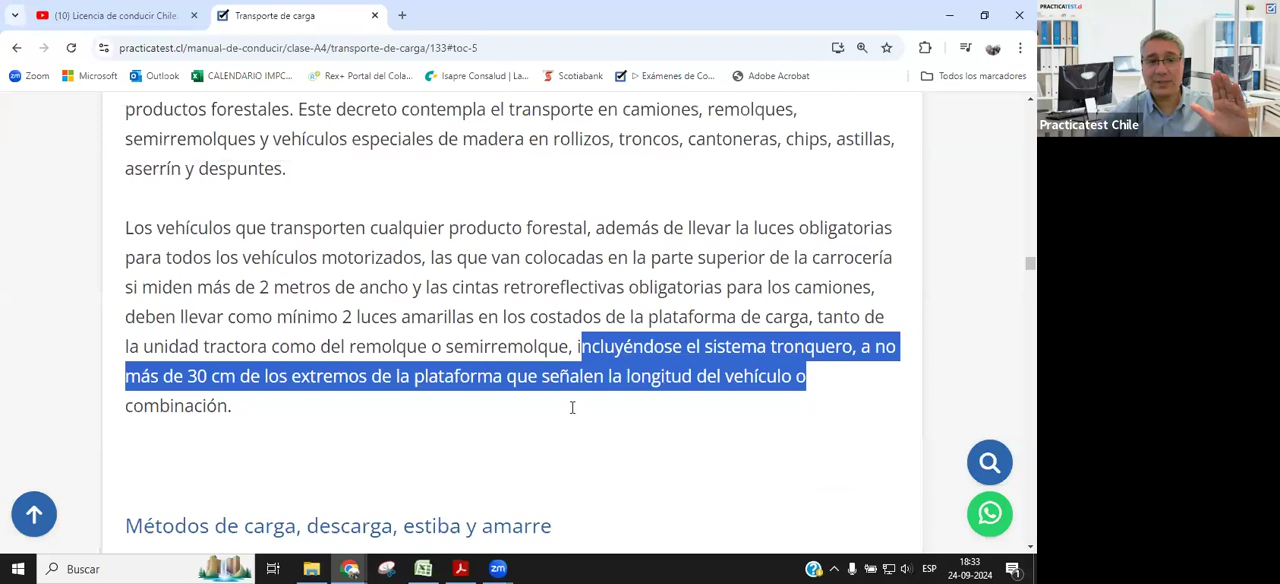 (10) Licencia de conducir Chile:
Transporte de carga
practicatest.cl/manual-de-conducir/clase-A4/transporte-de-carga/133#toc-5
Zoom
Microsoft
Outlook
CALENDARIO IMPC...
Rex+ Portal del Cola...
Isapre Consalud | La...
Scotiabank
Exámenes de Co...
Adobe Acrobat
Todos los marcadores
PRACTICATEST.cl
Practicatest Chile
productos forestales. Este decreto contempla el transporte en camiones, remolques,
semirremolques y vehículos especiales de madera en rollizos, troncos, cantoneras, chips, astillas,
aserrín y despuntes.
Los vehículos que transporten cualquier producto forestal, además de llevar la luces obligatorias
para todos los vehículos motorizados, las que van colocadas en la parte superior de la carrocería
si miden más de 2 metros de ancho y las cintas retroreflectivas obligatorias para los camiones,
deben llevar como mínimo 2 luces amarillas en los costados de la plataforma de carga, tanto de
la unidad tractora como del remolque o semirremolque, incluyéndose el sistema tronquero, a no
más de 30 cm de los extremos de la plataforma que señalen la longitud del vehículo o
combinación.
Métodos de carga, descarga, estiba y amarre
Buscar
zm
ESP
18:33
24-09-2024